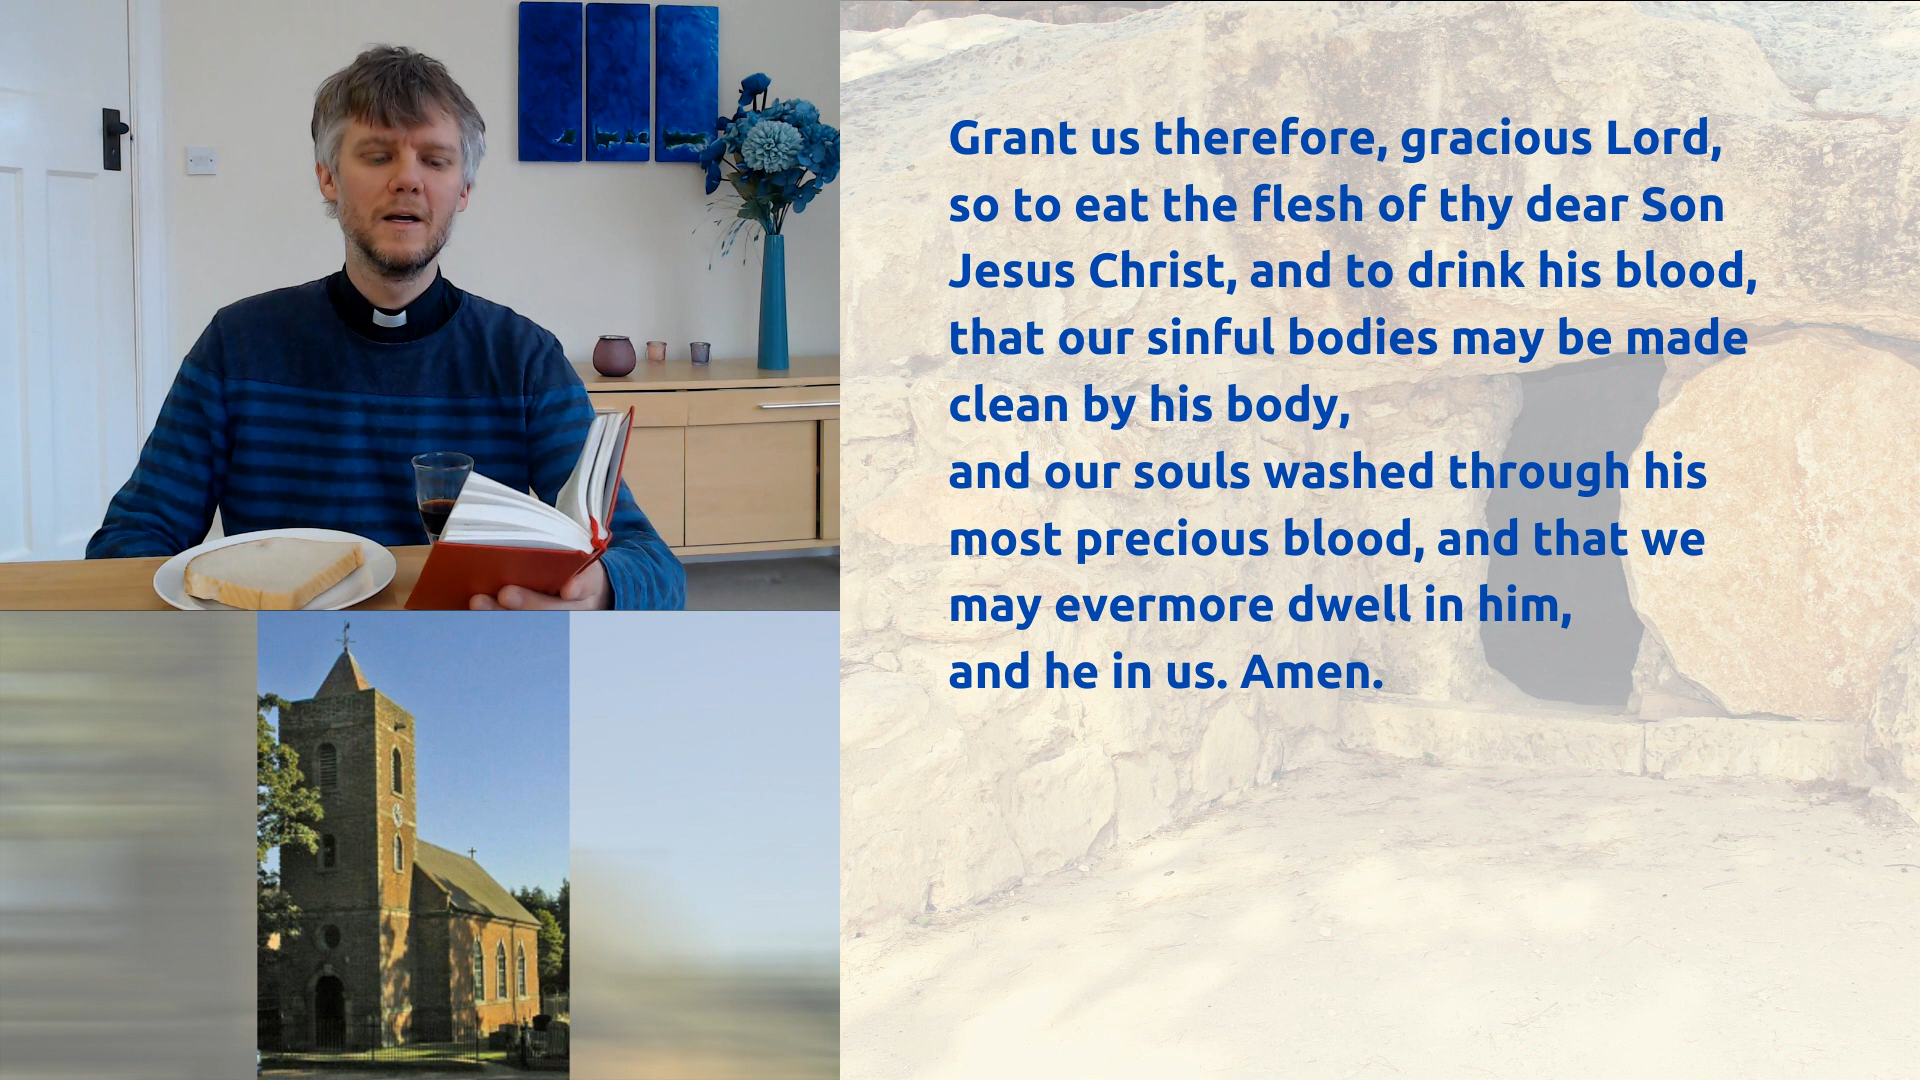 Grant us therefore, gracious Lord,
so to eat the flesh of thy dear Son
Jesus Christ, and to drink his blood,
that our sinful bodies may be made
clean by his body,
and our souls washed through his
most precious blood, and that we
may evermore dwell in him,
and he in us. Amen.